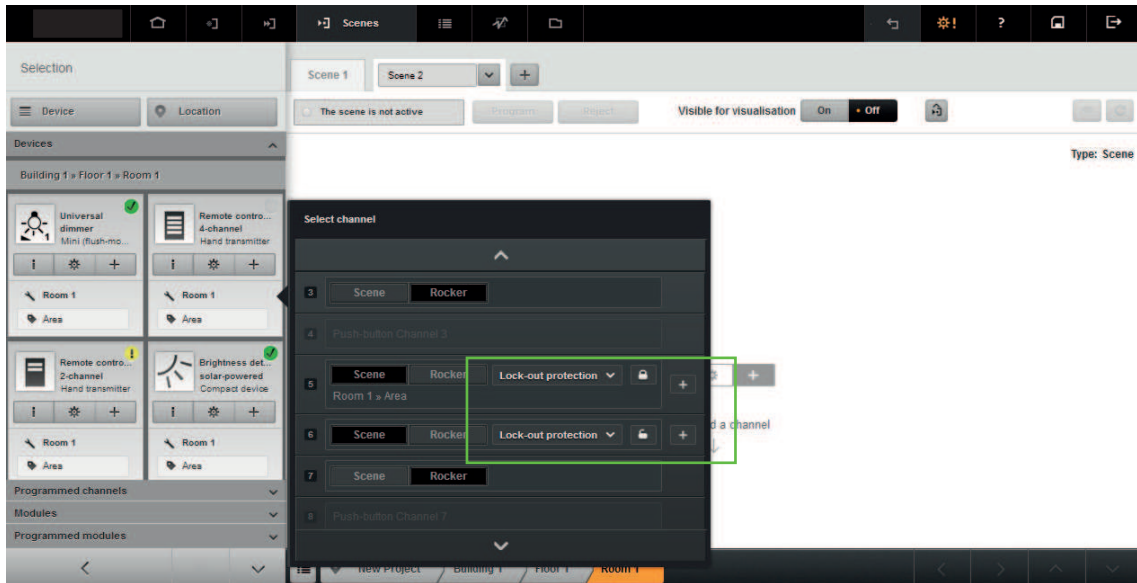 Scenes
!
?
Selection
Scene 1
Scene 2
Device
Location
The scene is not active
Program
Reject
Visible for visualisation
On
Off
Devices
Type: Scene
Building 1 » Floor 1 » Room 1
Universal
dimmer
Mini (flush-mo...
1
Remote contro...
4-channel
Hand transmitter
i
i
Room 1
Area
Room 1
Area
Remote contro...
2-channel
Hand transmitter
!
Brightness det...
solar-powered
Compact device
i
i
Room 1
Area
Room 1
Area
Programmed channels
Modules
Programmed modules
Select channel
3
Scene
Rocker
4
Push-button Channel 3
5
Scene
Rocker
Lock-out protection
Room 1 » Area
6
Scene
Rocker
Lock-out protection
7
Scene
Rocker
8
Push-button Channel 7
d a channel
New Project
Building 1
Floor 1
Room 1